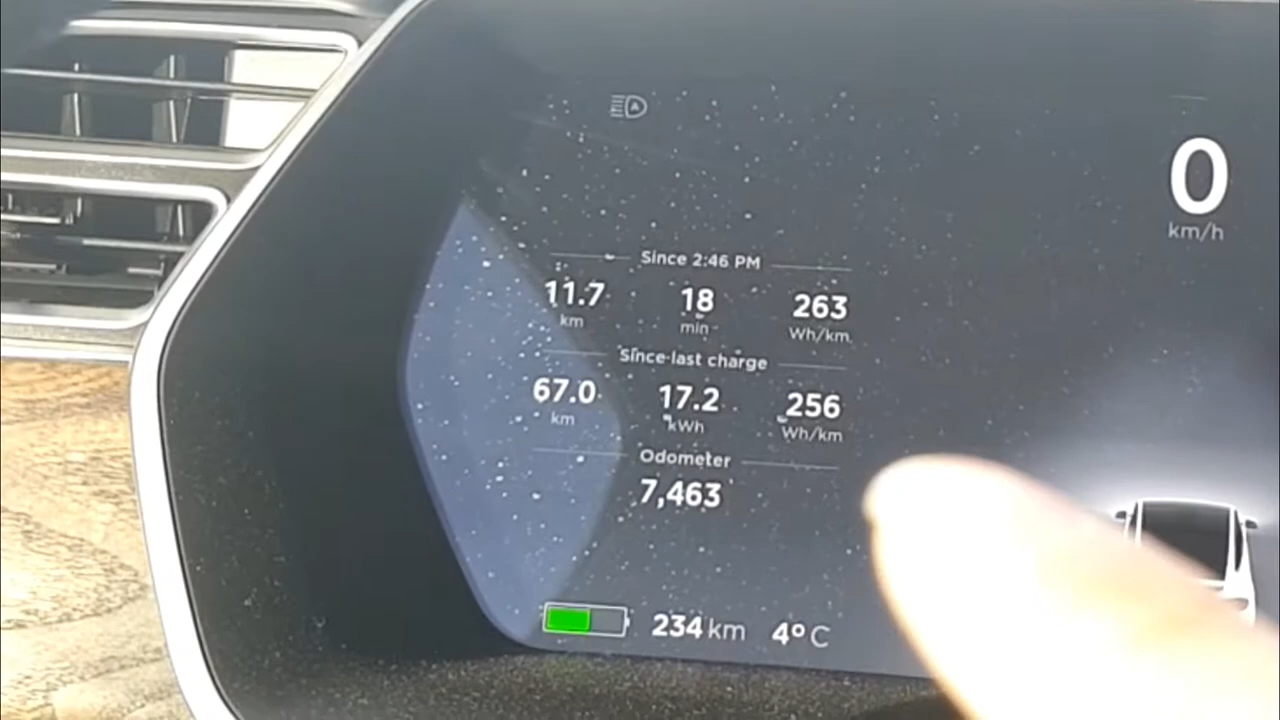 A
0
km/h
Since 2:46 PM
11.7 18 263
km min Wh/km
Since last charge
67.0 17.2 256
km kWh Wh/km
Odometer
7,463
234 km 4° C